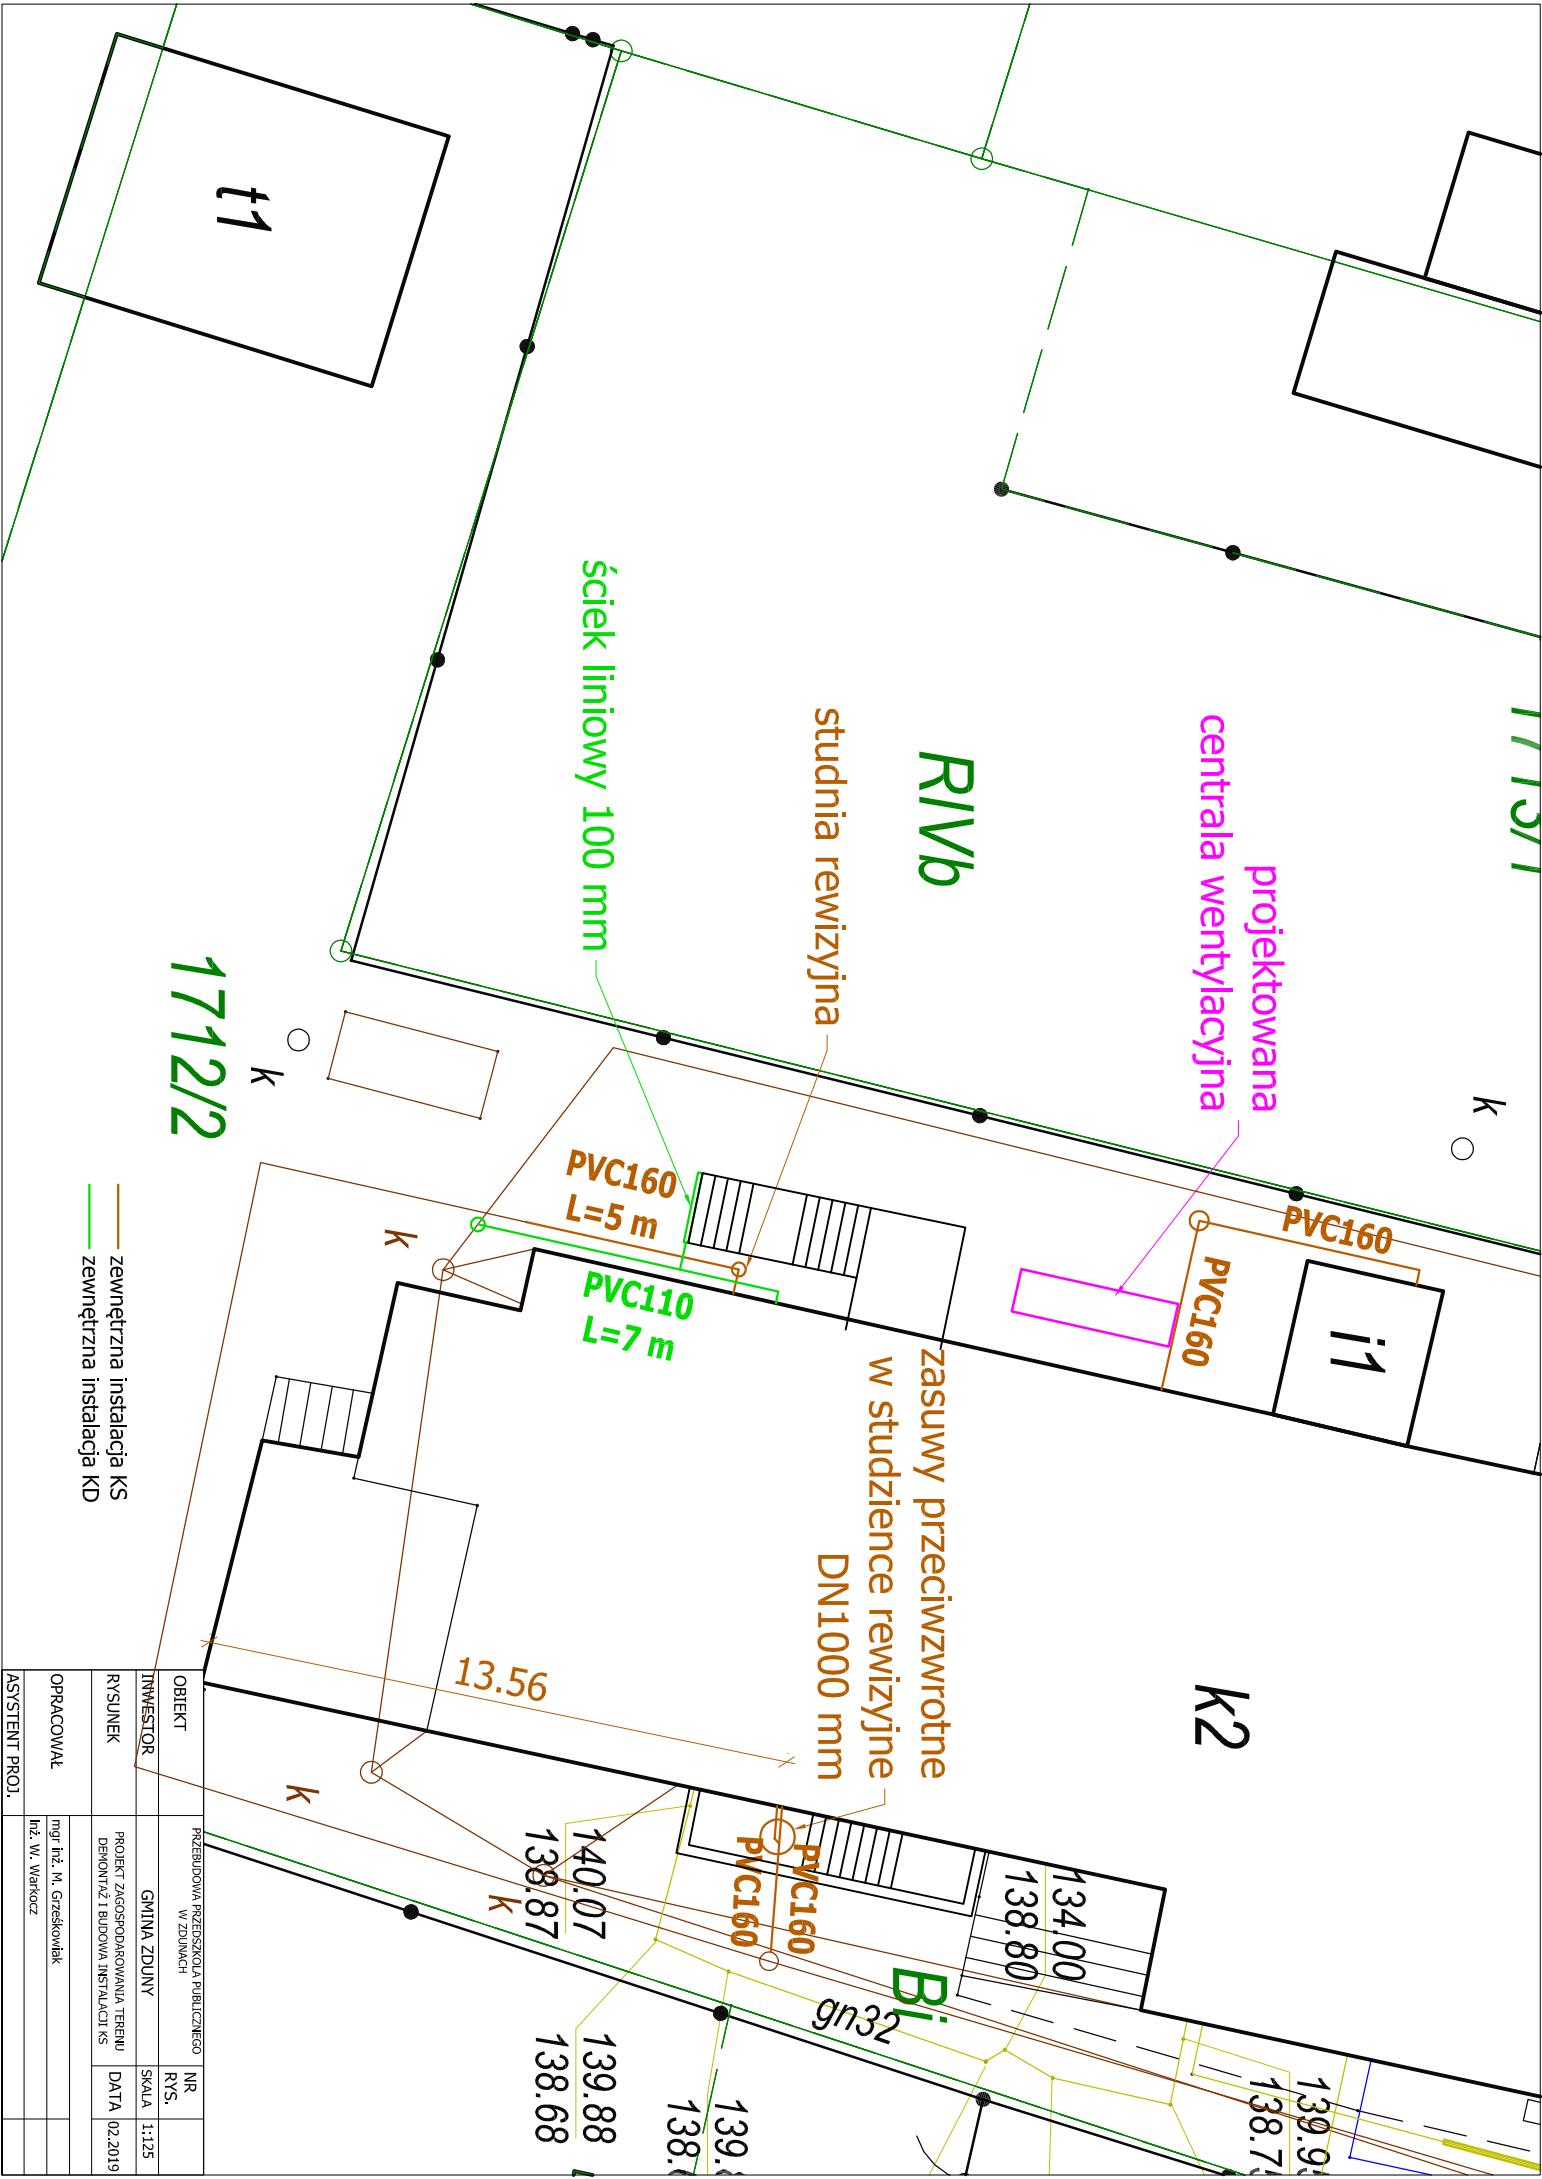 t1
1713/1
projektowana
centrala wentylacyjna
RIVb
studnia rewizyjna
ściek liniowy 100 mm
1712/2
k
k
k
k
k
PVC160
PVC160
i1
PVC160
L=5 m
PVC110
L=7 m
zasuwy przeciwzwrotne
w studzience rewizyjne
DN1000 mm
k2
13.56
PVC160
PVC160
140.07
138.87
134.00
138.80
Bi
gn32
139.88
138.68
zewnętrzna instalacja KS
zewnętrzna instalacja KD
OBIEKT
PRZEBUDOWA PRZEDSZKOLA PUBLICZNEGO
W ZDUNACH
NR
RYS.
INWESTOR
GMINA ZDUNY
SKALA
1:125
RYSUNEK
PROJEKT ZAGOSPODAROWANIA TERENU
DEMONTAŻ I BUDOWA INSTALACJI KS
DATA
02.2019
OPRACOWAŁ
mgr inż. M. Grześkowiak
inż. W. Warkocz
ASYSTENT PROJ.